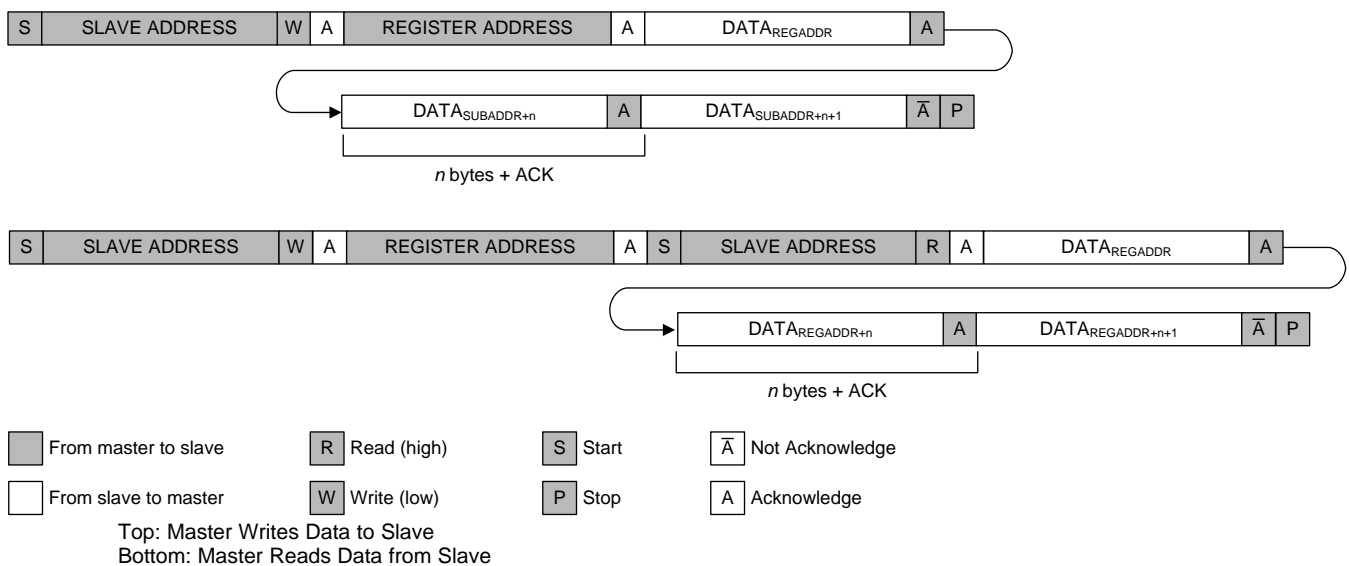 S SLAVE ADDRESS W A REGISTER ADDRESS A DATAREGADDR A
DATASUBADDR+n A DATASUBADDR+n+1 A̅ P
n bytes + ACK
S SLAVE ADDRESS W A REGISTER ADDRESS A S SLAVE ADDRESS R A DATAREGADDR A
DATAREGADDR+n A DATAREGADDR+n+1 A̅ P
n bytes + ACK
From master to slave R Read (high) S Start A̅ Not Acknowledge
From slave to master W Write (low) P Stop A Acknowledge
Top: Master Writes Data to Slave
Bottom: Master Reads Data from Slave